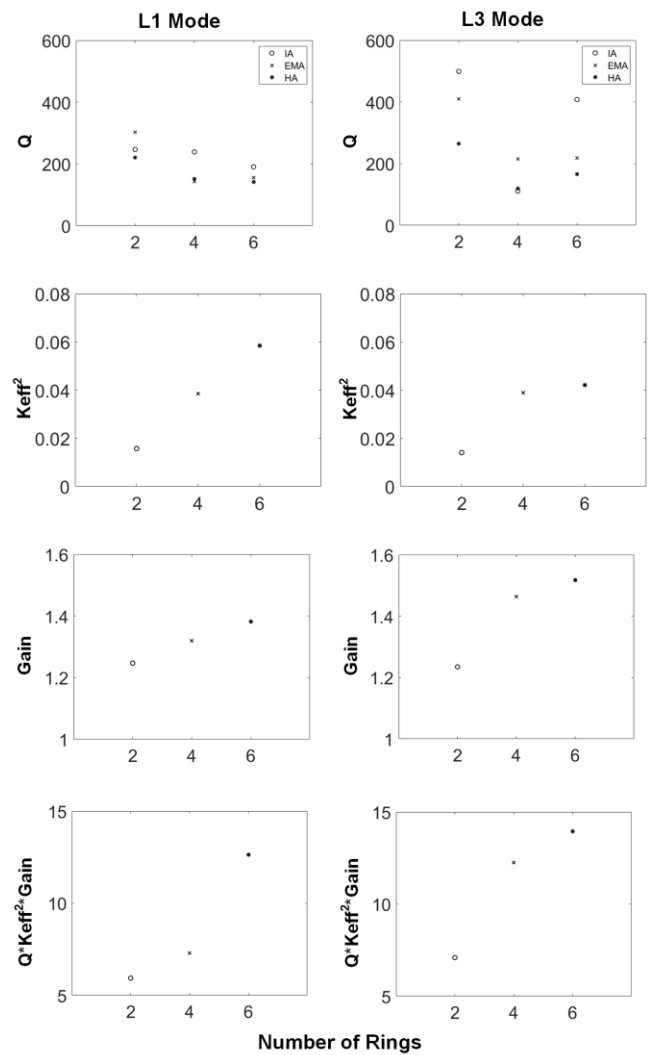 L1 Mode
L3 Mode
600
400
200
0
Q
IA
EMA
HA
2 4 6
600
400
200
0
Q
IA
EMA
HA
2 4 6
0.08
0.06
0.04
0.02
0
Keff²
2 4 6
0.08
0.06
0.04
0.02
0
Keff²
2 4 6
1.6
1.4
1.2
1
Gain
2 4 6
1.6
1.4
1.2
1
Gain
2 4 6
15
10
5
Q*Keff²*Gain
2 4 6
15
10
5
Q*Keff²*Gain
2 4 6
Number of Rings